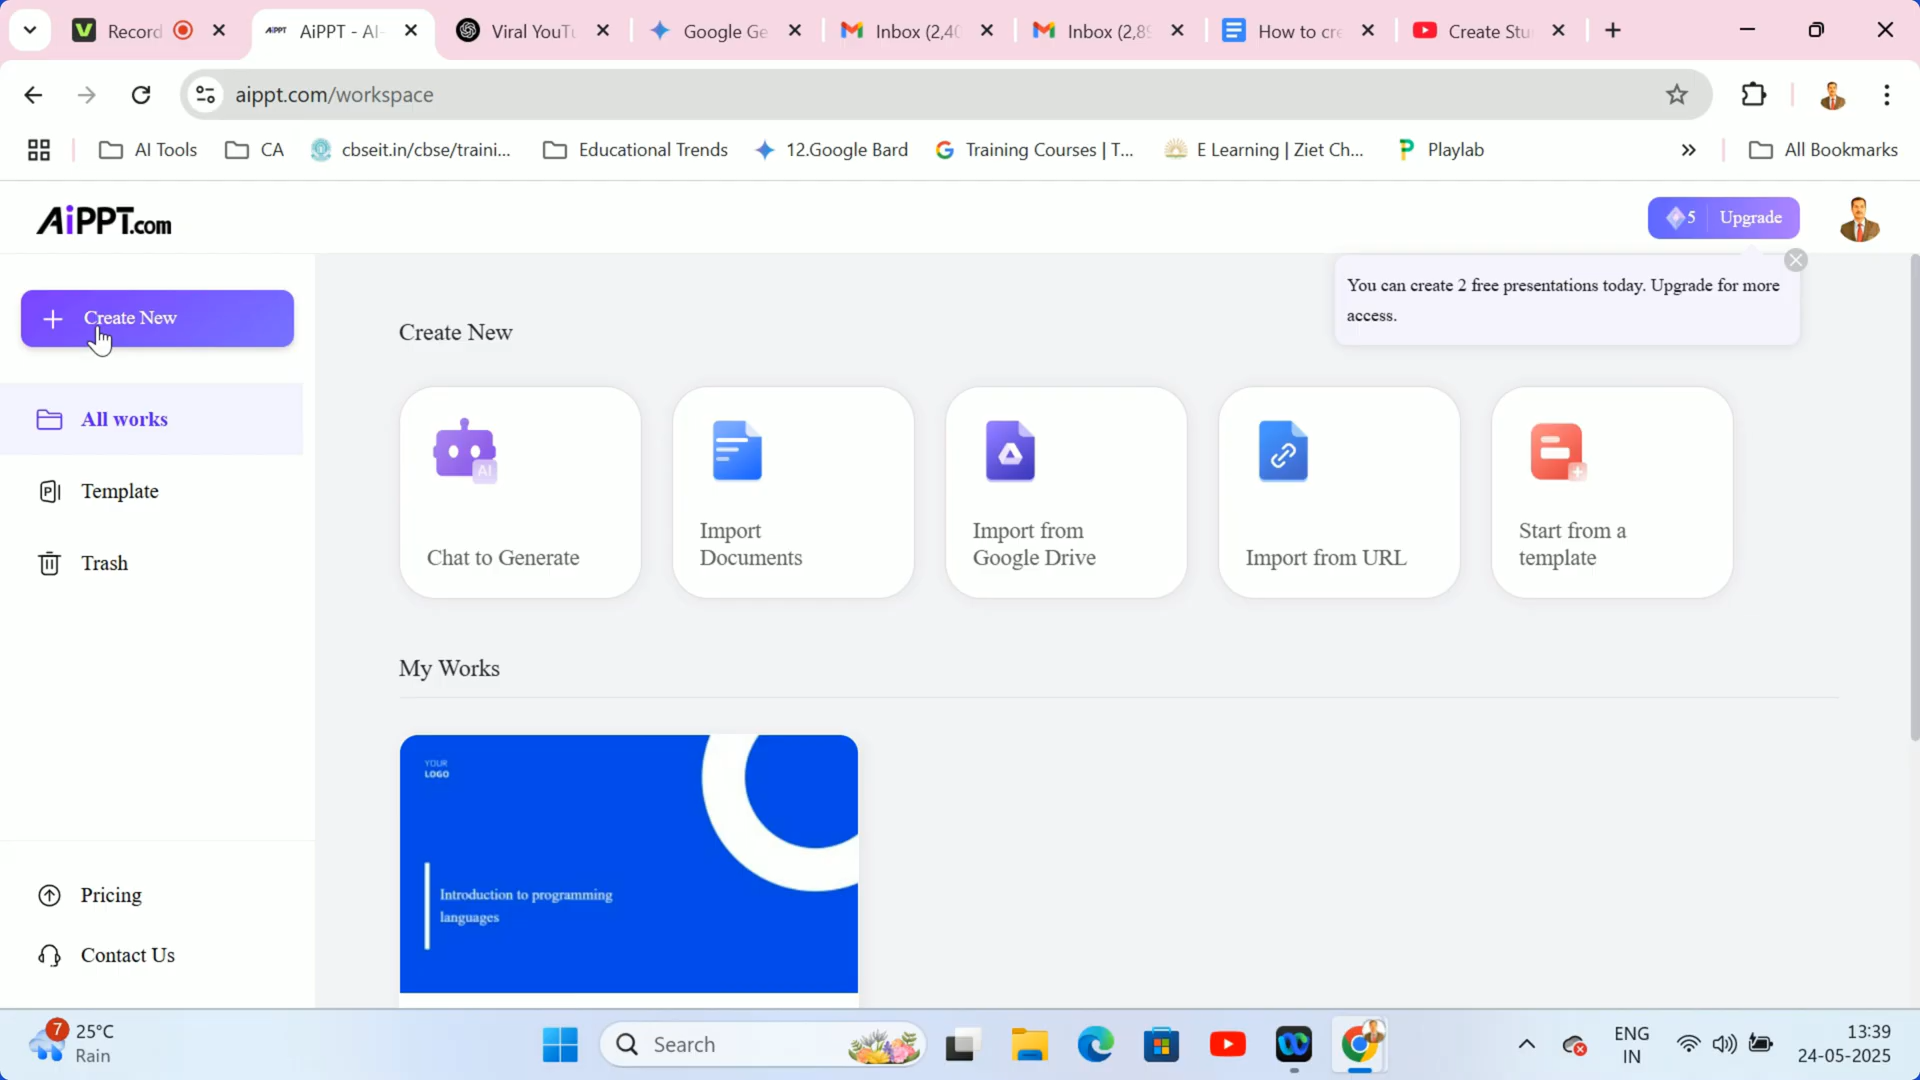 Record
AiPPT - AI-
Viral YouTu
Google Ge
Inbox (2,40
Inbox (2,89
How to cre
Create Stu
aippt.com/workspace
AI Tools
CA
cbseit.in/cbse/traini...
Educational Trends
12.Google Bard
Training Courses | T...
E Learning | Ziet Ch...
Playlab
All Bookmarks
AiPPT.com
5
Upgrade
You can create 2 free presentations today. Upgrade for more
access.
Create New
All works
Template
Trash
Pricing
Contact Us
Create New
Chat to Generate
AI
Import
Documents
Import from
Google Drive
Import from URL
Start from a
template
My Works
YOUR
LOGO
Introduction to programming
languages
7
25°C
Rain
Search
ENG
IN
13:39
24-05-2025